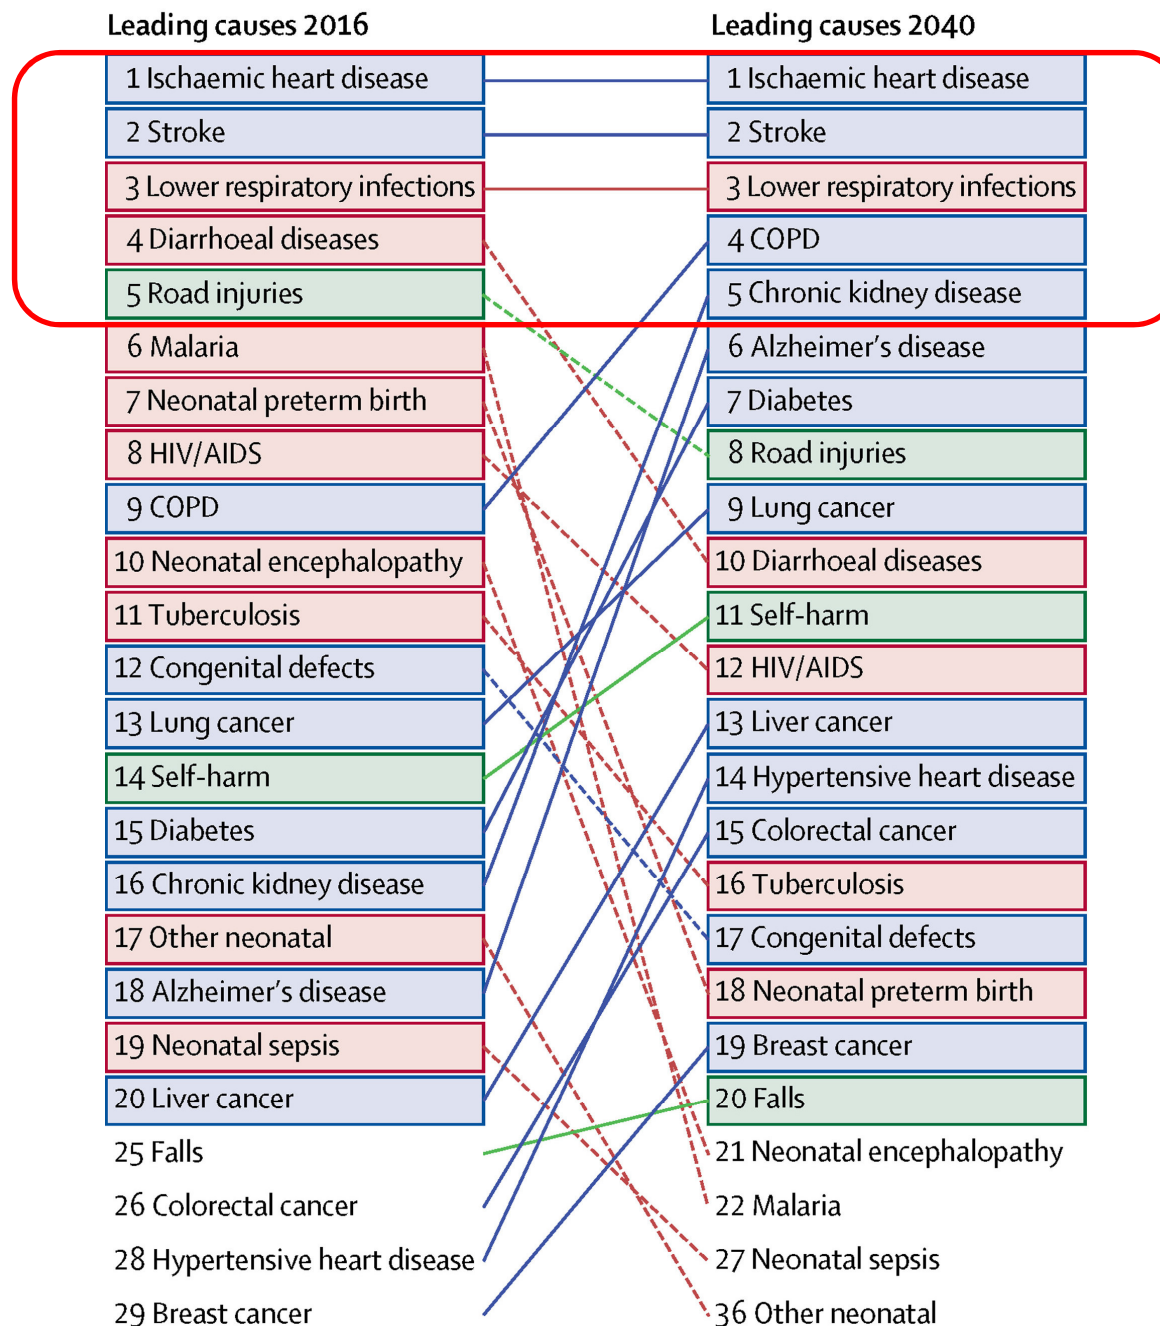 Leading causes 2016
1 Ischaemic heart disease
2 Stroke
3 Lower respiratory infections
4 Diarrhoeal diseases
5 Road injuries
6 Malaria
7 Neonatal preterm birth
8 HIV/AIDS
9 COPD
10 Neonatal encephalopathy
11 Tuberculosis
12 Congenital defects
13 Lung cancer
14 Self-harm
15 Diabetes
16 Chronic kidney disease
17 Other neonatal
18 Alzheimer's disease
19 Neonatal sepsis
20 Liver cancer
25 Falls
26 Colorectal cancer
28 Hypertensive heart disease
29 Breast cancer
Leading causes 2040
1 Ischaemic heart disease
2 Stroke
3 Lower respiratory infections
4 COPD
5 Chronic kidney disease
6 Alzheimer's disease
7 Diabetes
8 Road injuries
9 Lung cancer
10 Diarrhoeal diseases
11 Self-harm
12 HIV/AIDS
13 Liver cancer
14 Hypertensive heart disease
15 Colorectal cancer
16 Tuberculosis
17 Congenital defects
18 Neonatal preterm birth
19 Breast cancer
20 Falls
21 Neonatal encephalopathy
22 Malaria
27 Neonatal sepsis
36 Other neonatal